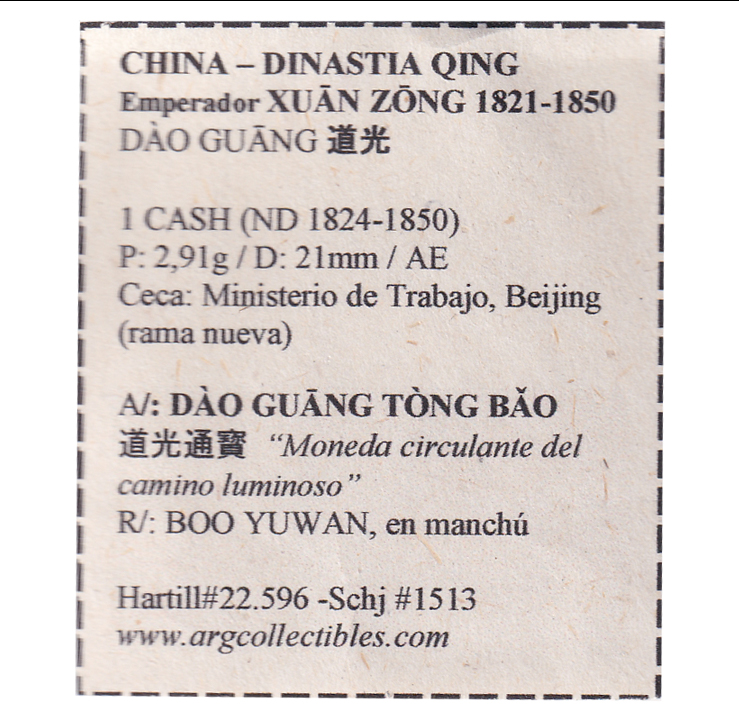 CHINA – DINASTIA QING
Emperador XUĀN ZŌNG 1821-1850
DÀO GUĀNG 道光
1 CASH (ND 1824-1850)
P: 2,91g / D: 21mm / AE
Ceca: Ministerio de Trabajo, Beijing
(rama nueva)
A/: DÀO GUĀNG TÒNG BǍO
道光通寳 “Moneda circulante del
camino luminoso”
R/: BOO YUWAN, en manchú
Hartill#22.596 -Schj #1513
www.argcollectibles.com